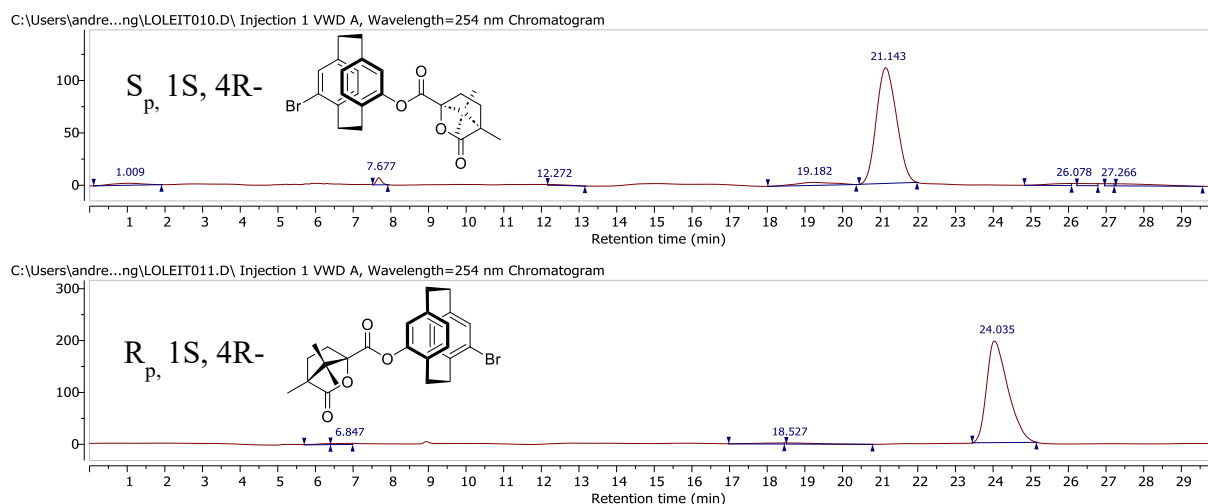 C:\Users\andre...ng\LOLEIT010.D\ Injection 1 VWD A, Wavelength=254 nm Chromatogram
100
50
0
Sp, 1S, 4R-
Br
O
O
O
O
1.009
7.677
12.272
19.182
21.143
26.078
27.266
1 2 3 4 5 6 7 8 9 10 11 12 13 14 15 16 17 18 19 20 21 22 23 24 25 26 27 28 29
Retention time (min)
C:\Users\andre...ng\LOLEIT011.D\ Injection 1 VWD A, Wavelength=254 nm Chromatogram
300
200
100
0
Rp, 1S, 4R-
O
O
O
O
Br
6.847
18.527
24.035
1 2 3 4 5 6 7 8 9 10 11 12 13 14 15 16 17 18 19 20 21 22 23 24 25 26 27 28 29
Retention time (min)